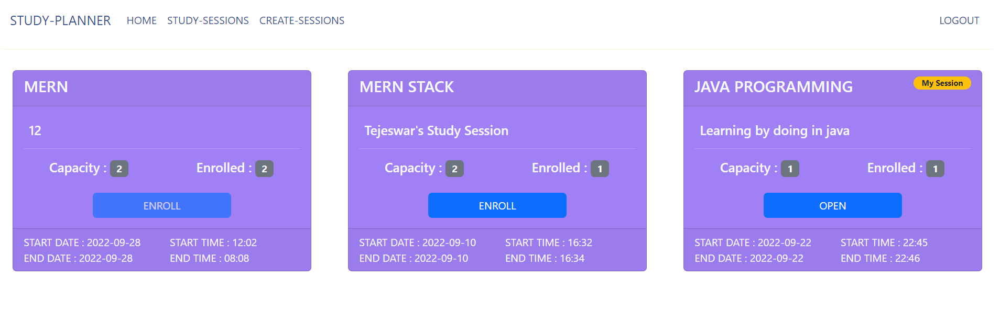 STUDY-PLANNER HOME STUDY-SESSIONS CREATE-SESSIONS LOGOUT
MERN
12
Capacity : 2 Enrolled : 2
ENROLL
START DATE : 2022-09-28 START TIME : 12:02
END DATE : 2022-09-28 END TIME : 08:08
MERN STACK
Tejeswar's Study Session
Capacity : 2 Enrolled : 1
ENROLL
START DATE : 2022-09-10 START TIME : 16:32
END DATE : 2022-09-10 END TIME : 16:34
JAVA PROGRAMMING My Session
Learning by doing in java
Capacity : 1 Enrolled : 1
OPEN
START DATE : 2022-09-22 START TIME : 22:45
END DATE : 2022-09-22 END TIME : 22:46